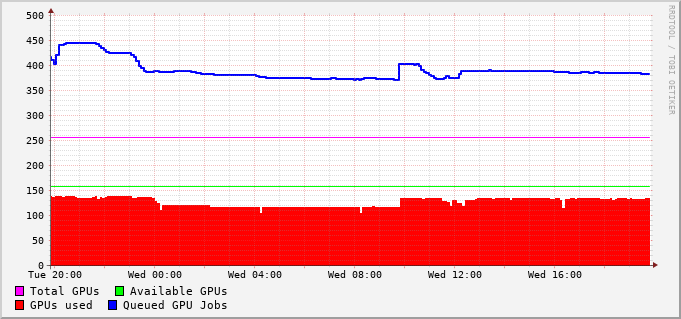 500
450
400
350
300
250
200
150
100
50
0
Tue 20:00 Wed 00:00 Wed 04:00 Wed 08:00 Wed 12:00 Wed 16:00
Total GPUs Available GPUs
GPUs used Queued GPU Jobs
RRDTOOL / TOBI OETIKER